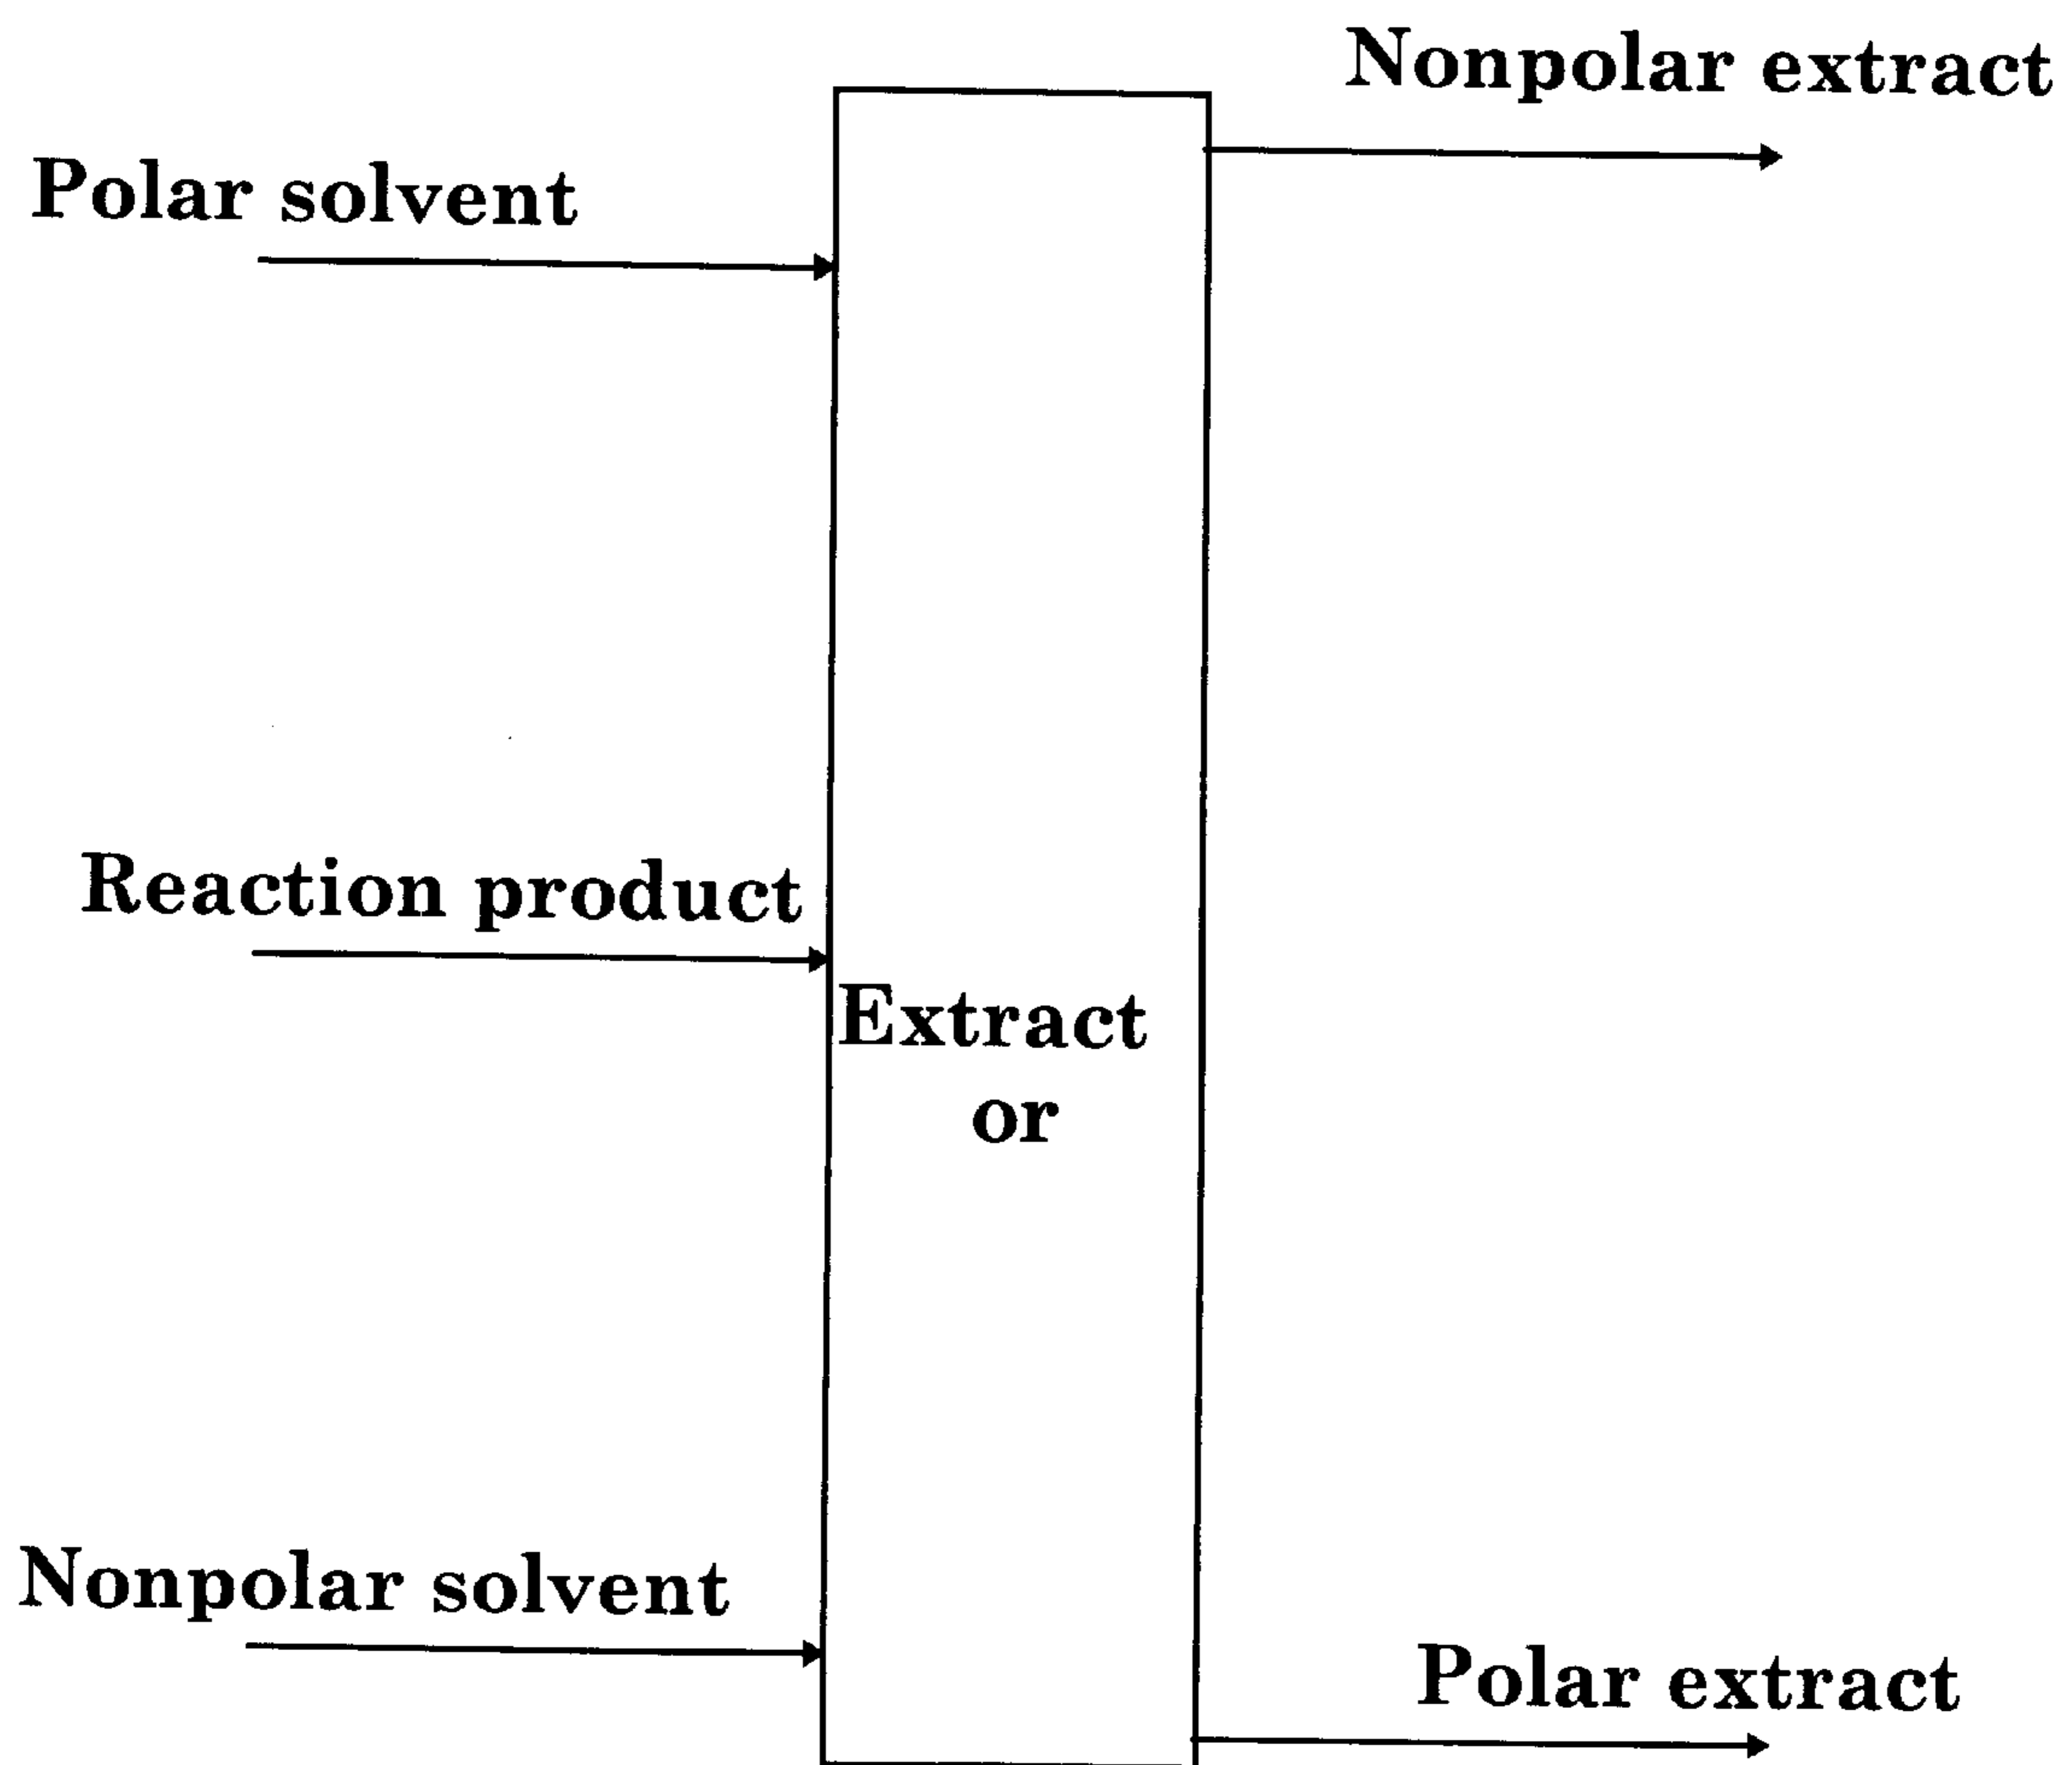 Nonpolar extract
Polar solvent
Reaction product
Extract
or
Nonpolar solvent
Polar extract